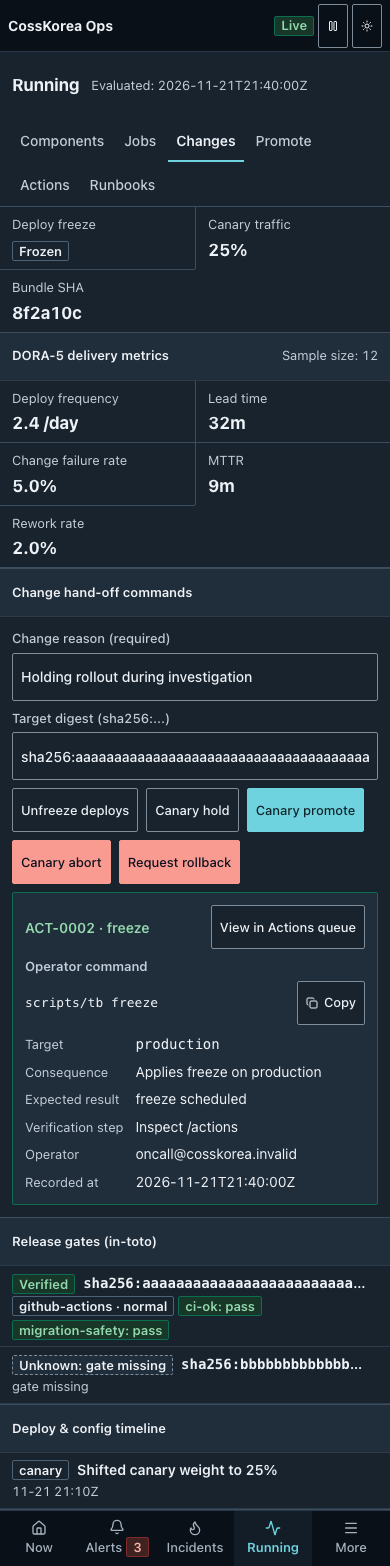 CossKorea Ops
Live
Running Evaluated: 2026-11-21T21:40:00Z
Components Jobs Changes Promote
Actions Runbooks
Deploy freeze Canary traffic
Frozen 25%
Bundle SHA
8f2a10c
DORA-5 delivery metrics Sample size: 12
Deploy frequency Lead time
2.4 /day 32m
Change failure rate MTTR
5.0% 9m
Rework rate
2.0%
Change hand-off commands
Change reason (required)
Holding rollout during investigation
Target digest (sha256:...)
sha256:aaaaaaaaaaaaaaaaaaaaaaaaaaaaaaaaaaaaa
Unfreeze deploys Canary hold Canary promote
Canary abort Request rollback
ACT-0002 · freeze View in Actions queue
Operator command
scripts/tb freeze Copy
Target production
Consequence Applies freeze on production
Expected result freeze scheduled
Verification step Inspect /actions
Operator oncall@cosskorea.invalid
Recorded at 2026-11-21T21:40:00Z
Release gates (in-toto)
Verified sha256:aaaaaaaaaaaaaaaaaaaaaaaaa…
github-actions · normal ci-ok: pass
migration-safety: pass
Unknown: gate missing sha256:bbbbbbbbbbbbb…
gate missing
Deploy & config timeline
canary Shifted canary weight to 25%
11-21 21:10Z
Now Alerts 3 Incidents Running More